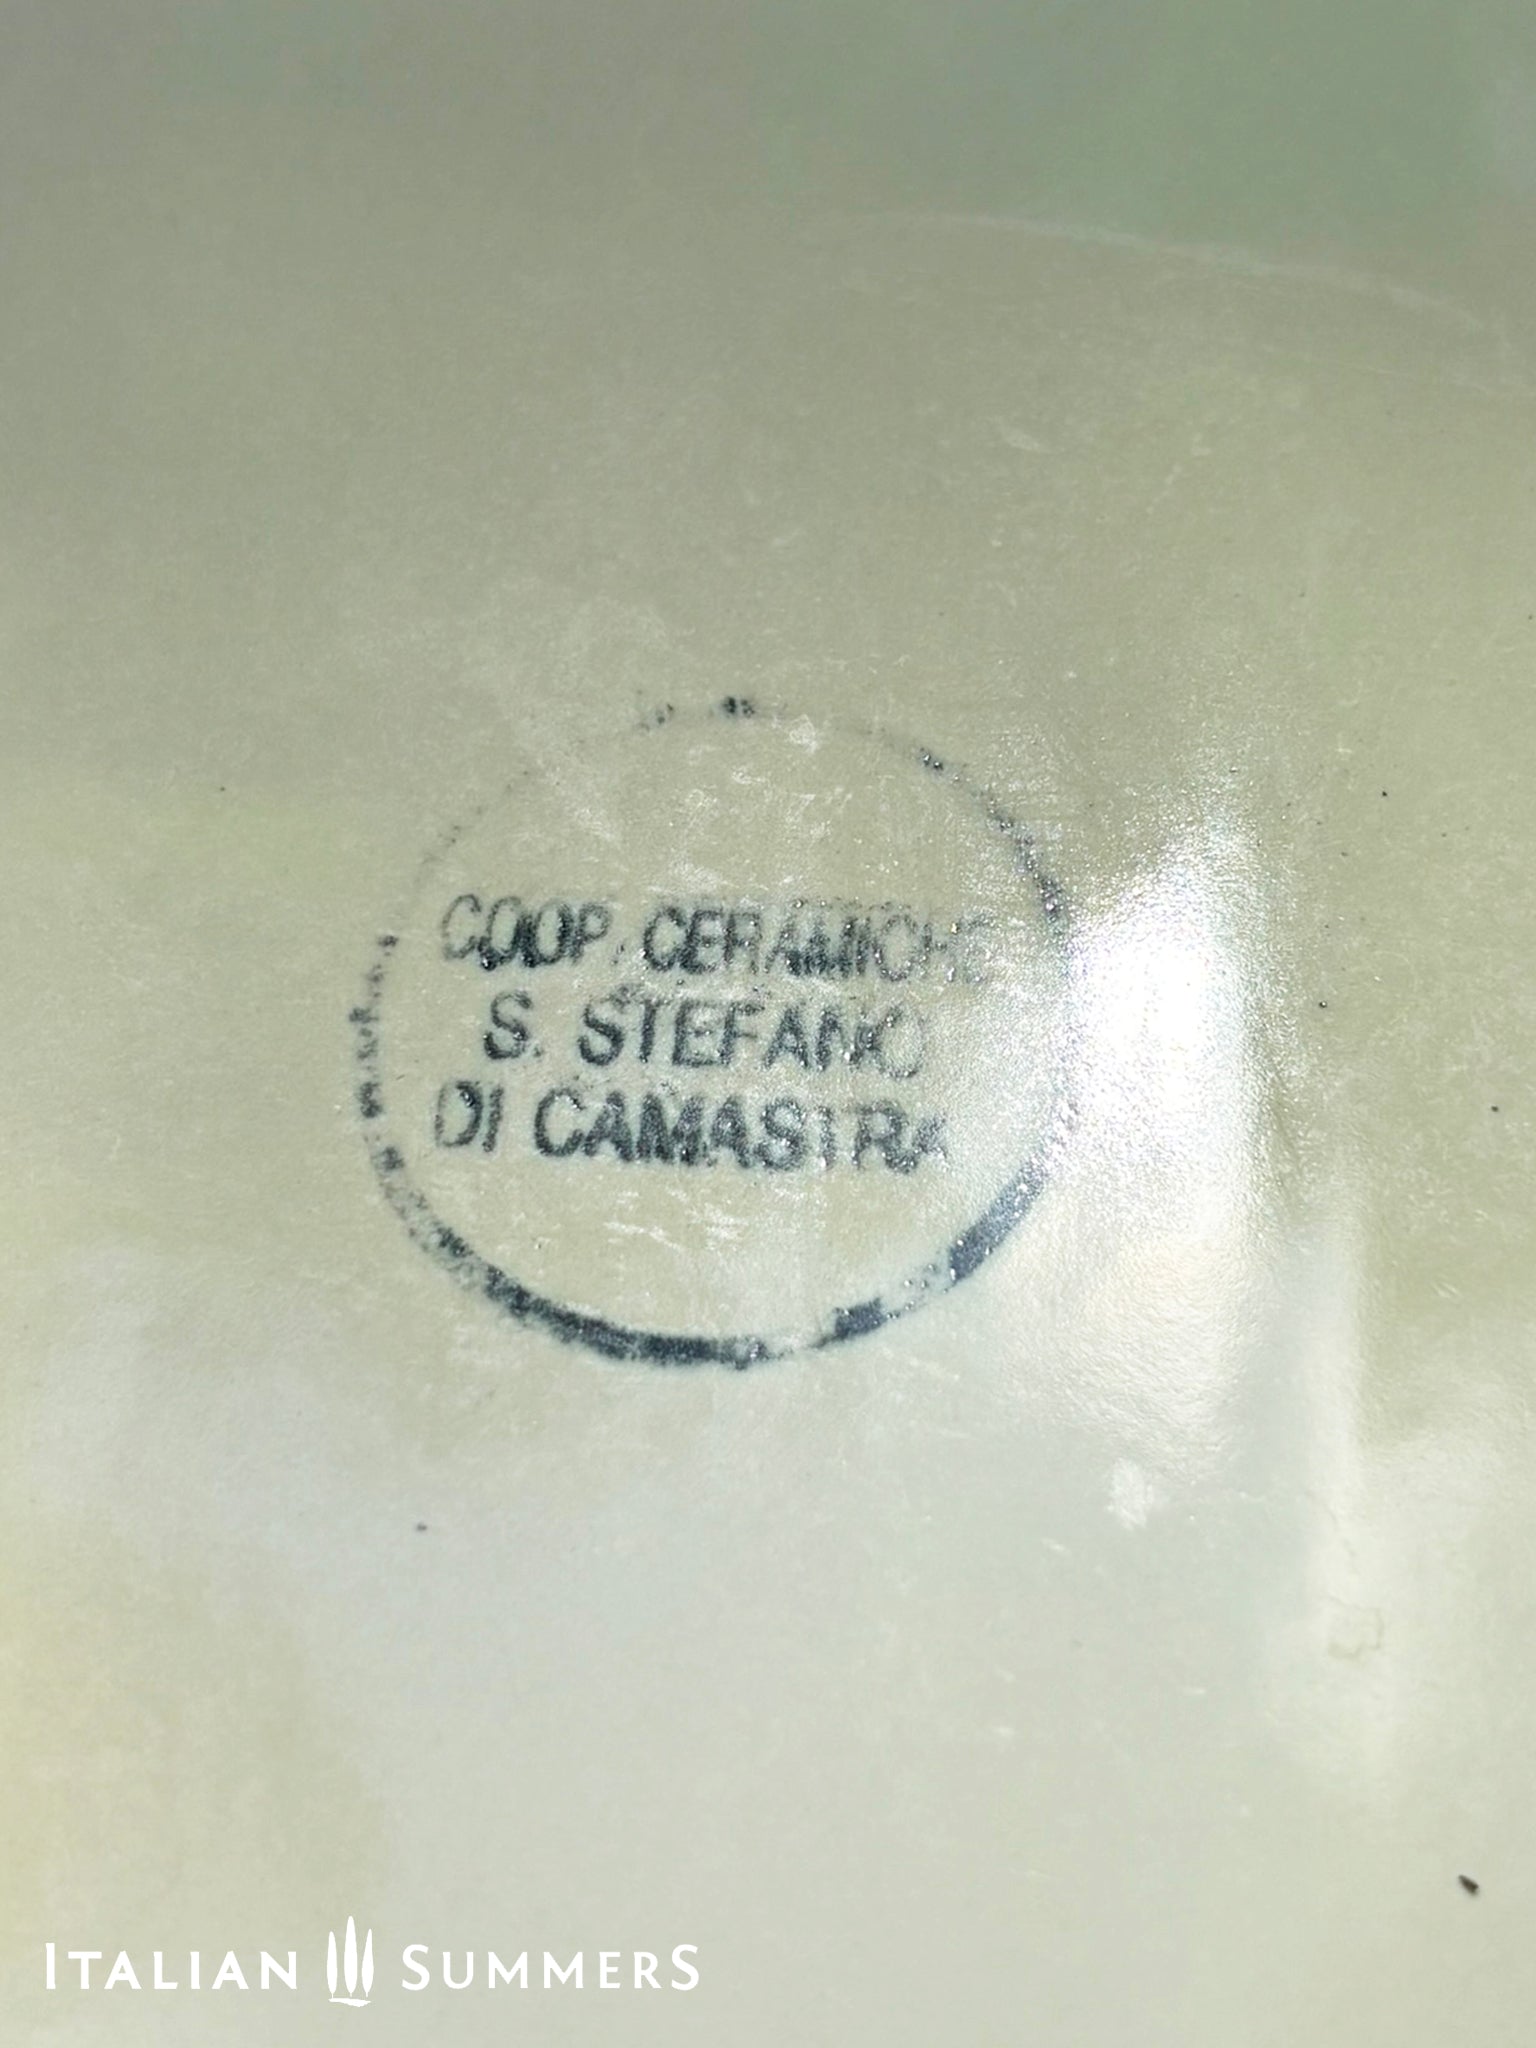 COOP. CERAMICHE
S. STEFANO
DI CAMASTRA
ITALIAN SUMMERS